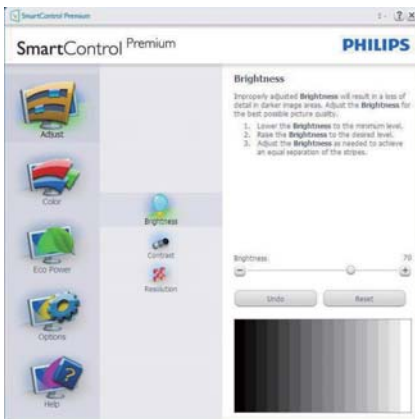 SmartControl Premium
SmartControl Premium
PHILIPS
Adjust
Color
Eco Power
Options
Help
Brightness
Contrast
Resolution
Brightness
Improperly adjusted Brightness will result in a loss of
detail in darker image areas. Adjust the Brightness for
the best possible picture quality.
1. Lower the Brightness to the minimum level.
2. Raise the Brightness to the desired level.
3. Adjust the Brightness as needed to achieve
an equal separation of the stripes.
Brightness 70
Undo Reset